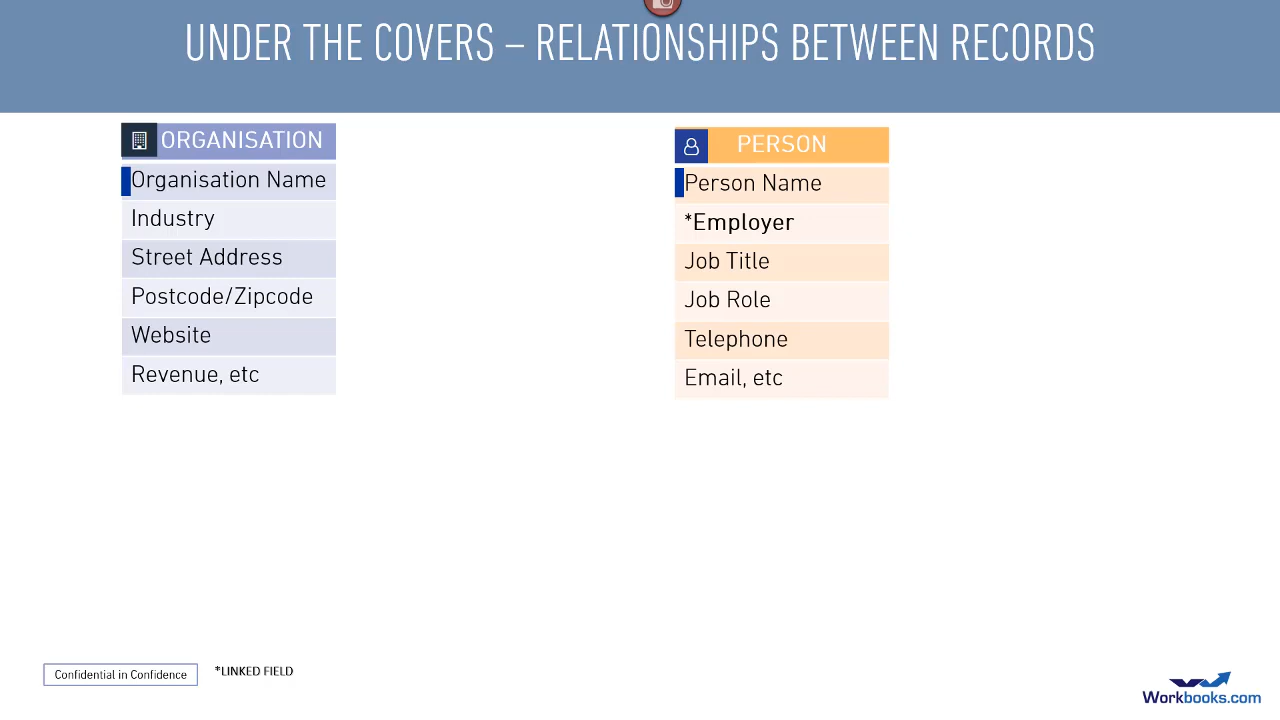 UNDER THE COVERS – RELATIONSHIPS BETWEEN RECORDS
ORGANISATION
Organisation Name
Industry
Street Address
Postcode/Zipcode
Website
Revenue, etc
PERSON
Person Name
*Employer
Job Title
Job Role
Telephone
Email, etc
Confidential in Confidence
*LINKED FIELD
Workbooks.com